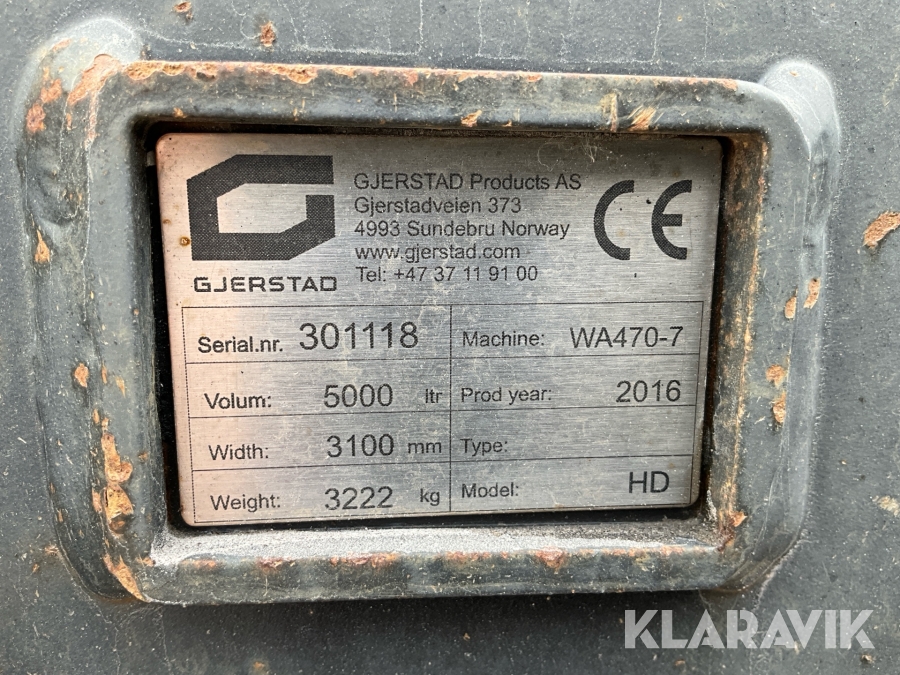 GJERSTAD
GJERSTAD Products AS
Gjerstadveien 373
4993 Sundebru Norway
www.gjerstad.com
Tel: +47 37 11 91 00
CE
Serial.nr. 301118
Machine: WA470-7
Volum: 5000 ltr
Prod year: 2016
Width: 3100 mm
Type:
Weight: 3222 kg
Model: HD
KLARAVIK